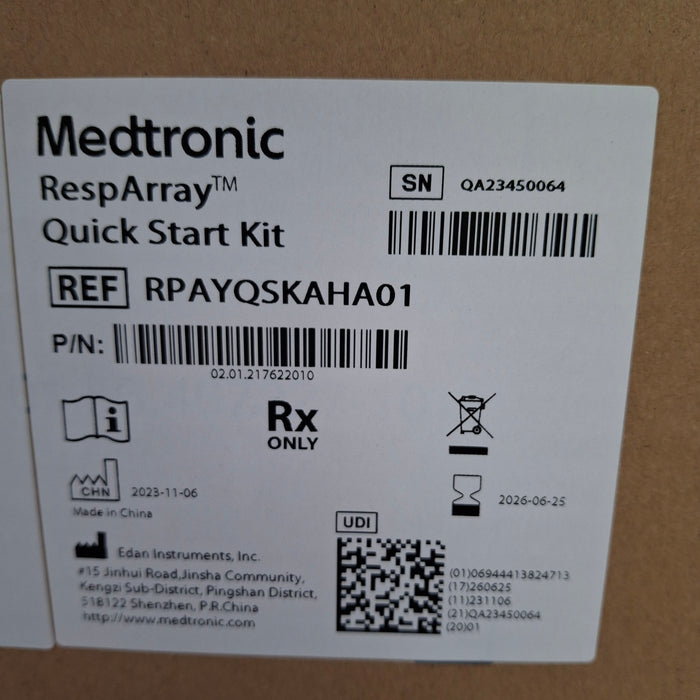 Medtronic
RespArray™
Quick Start Kit
SN QA23450064
REF RPAYQSKAHA01
P/N:
02.01.217622010
i
Rx
ONLY
CHN 2023-11-06
Made in China
2026-06-25
Edan Instruments, Inc.
#15 Jinhui Road,Jinsha Community,
Kengzi Sub-District, Pingshan District,
518122 Shenzhen, P.R.China
http://www.medtronic.com
UDI
(01)06944413824713
(17)260625
(11)231106
(21)QA23450064
(20)01